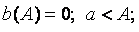 b(A) = 0; a < A;